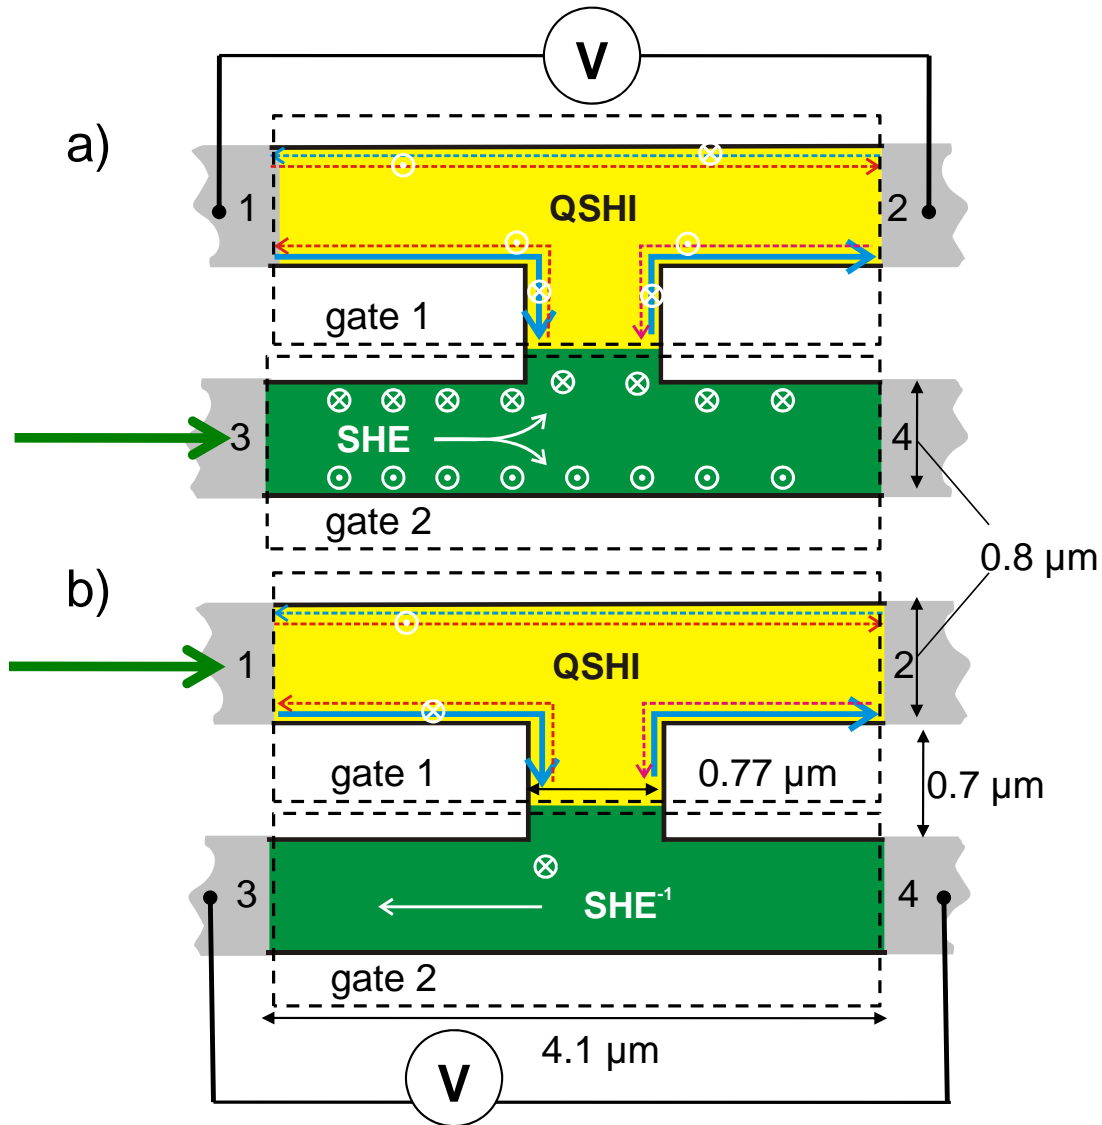 V
a)
1
QSHI
2
gate 1
3
SHE
4
gate 2
0.8 µm
b)
1
QSHI
2
gate 1
0.77 µm
0.7 µm
3
SHE⁻¹
4
gate 2
4.1 µm
V